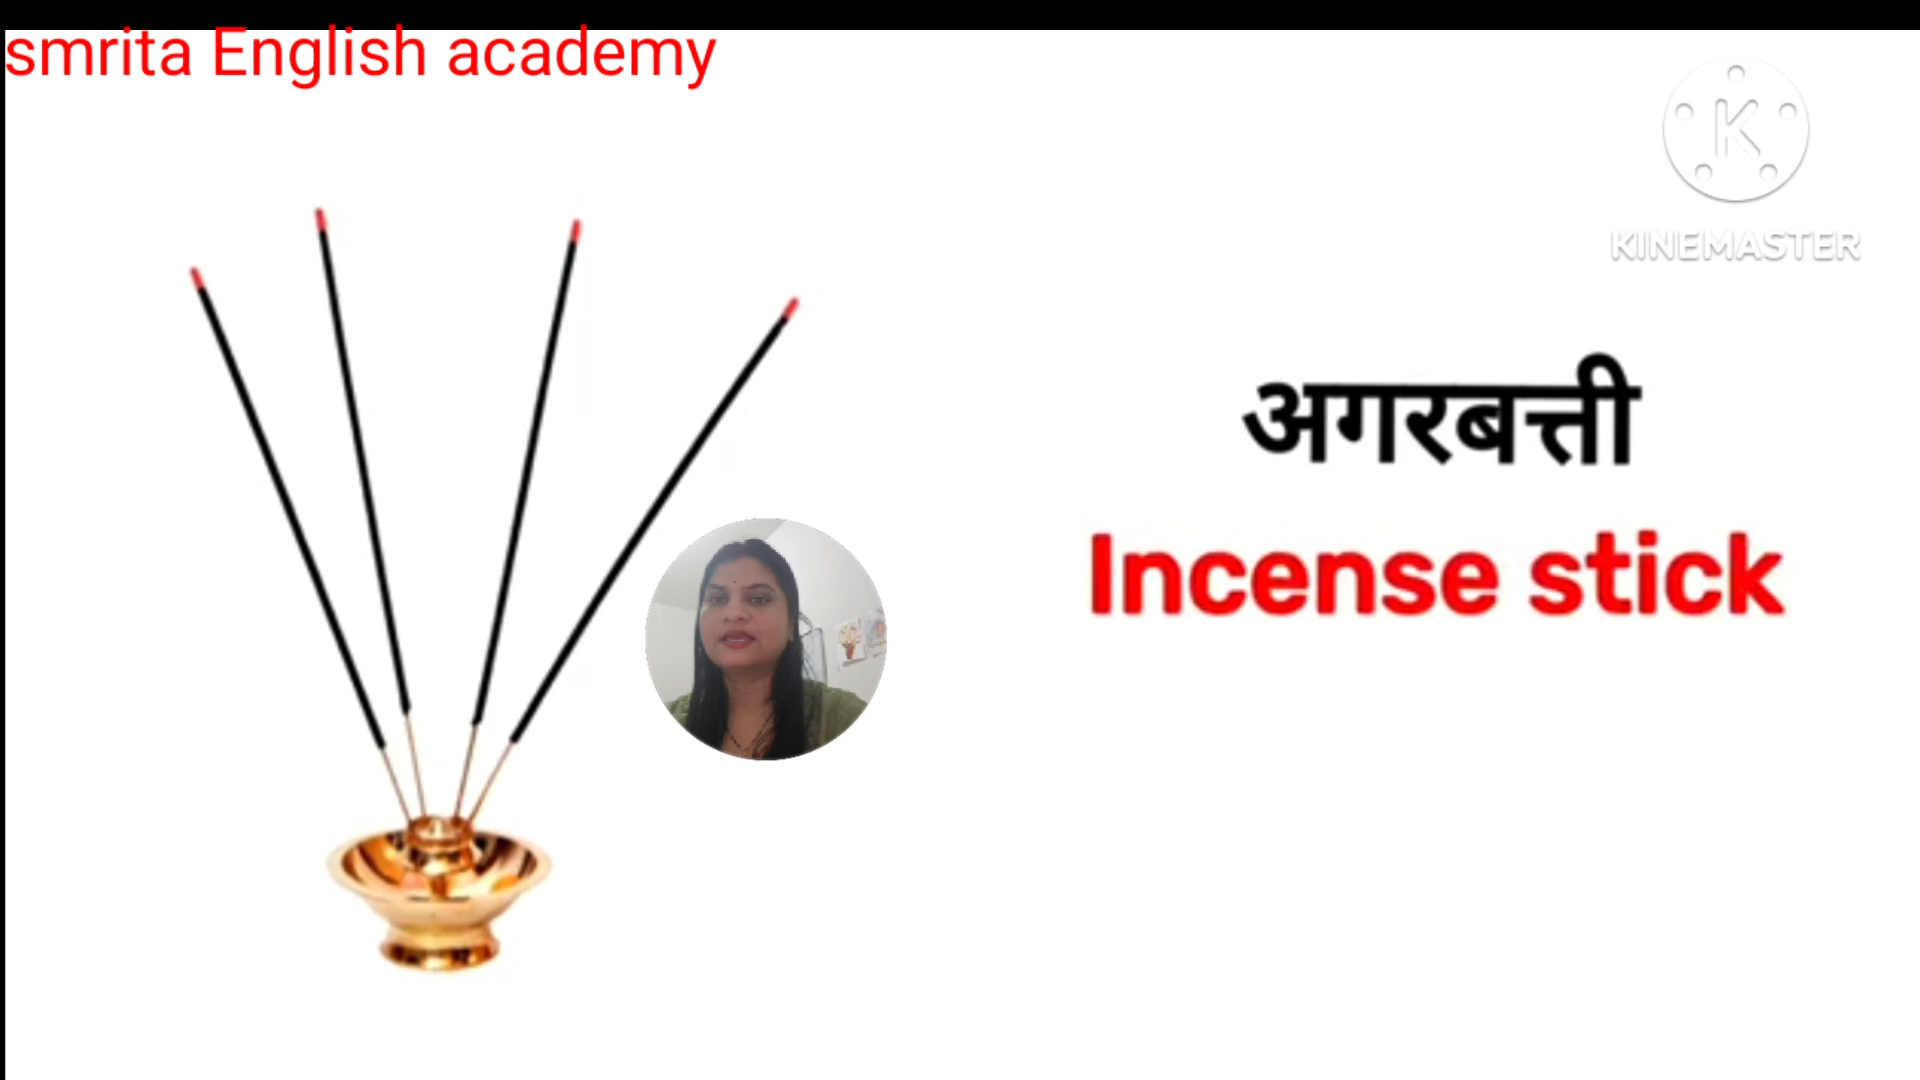 smrita English academy
K
KINEMASTER
अगरबत्ती
Incense stick